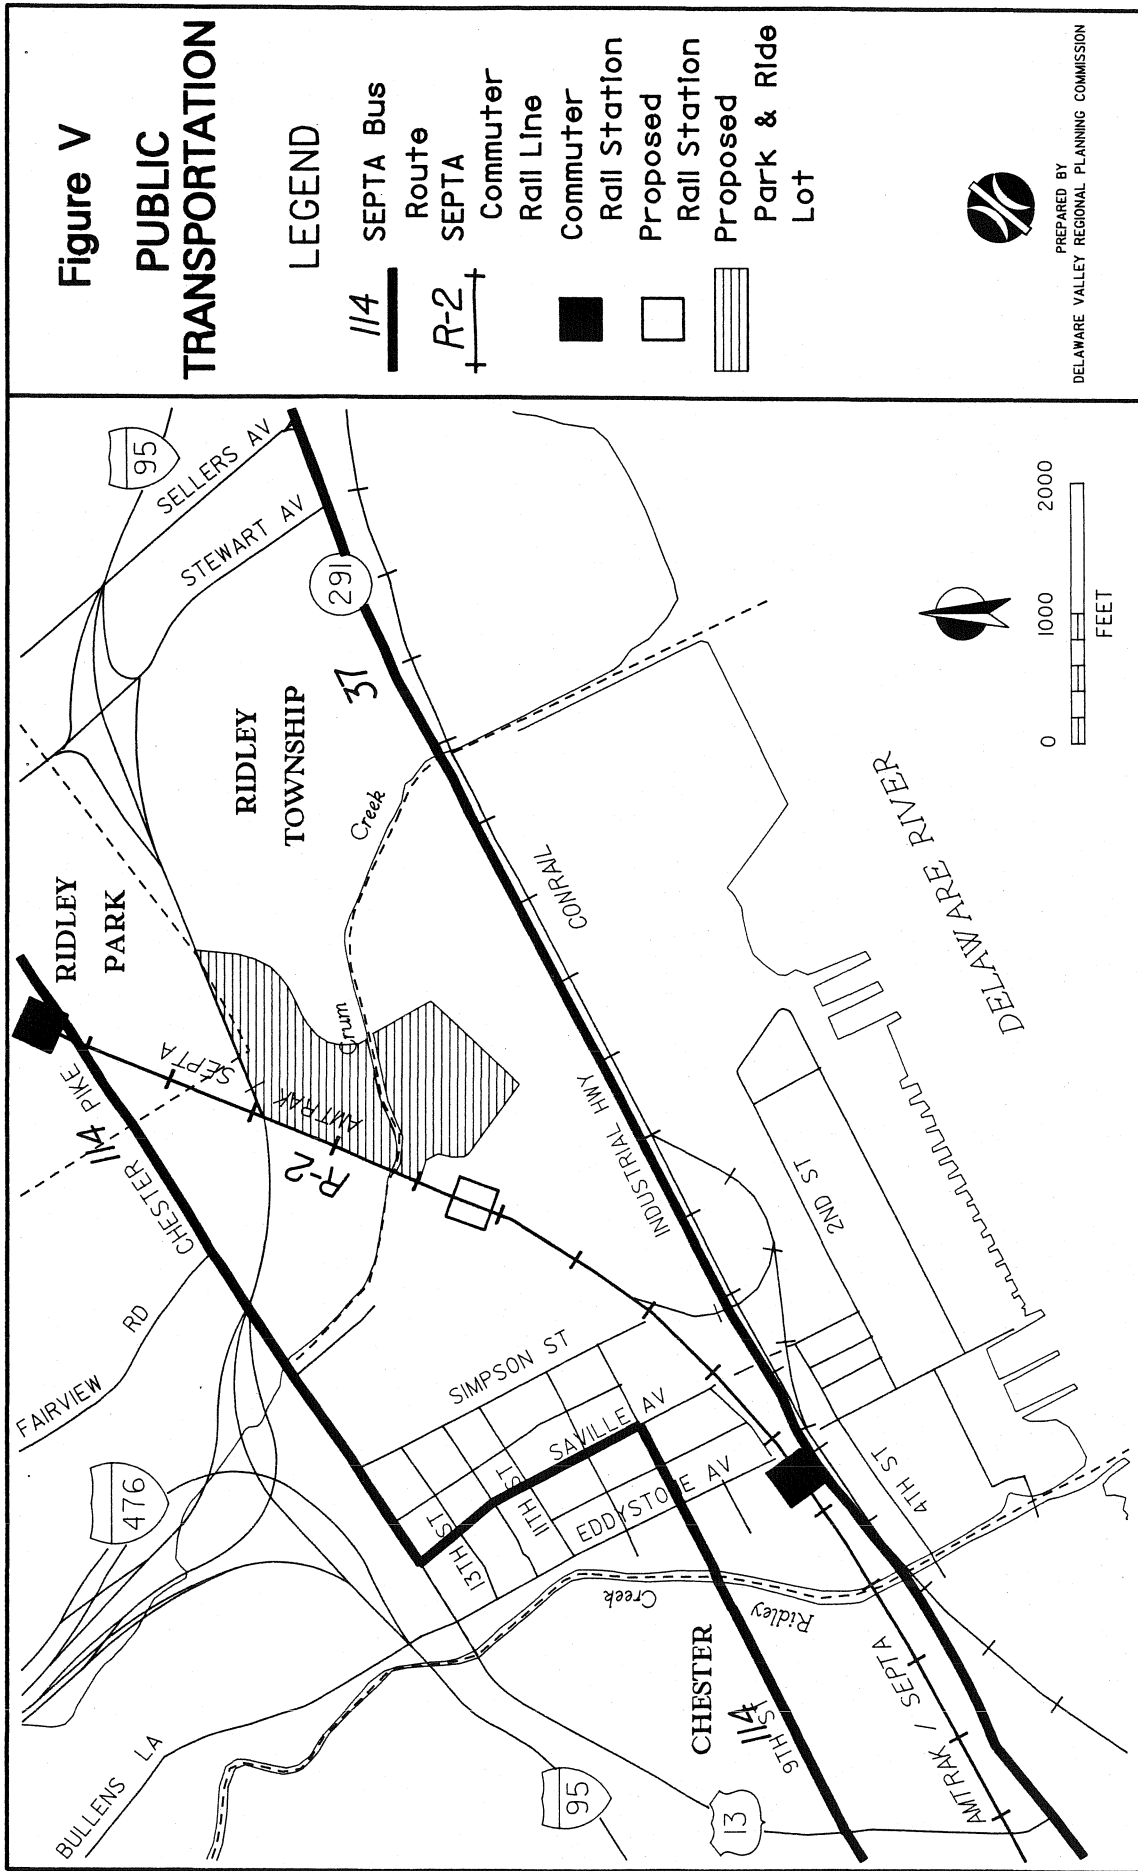 Figure V
PUBLIC
TRANSPORTATION
LEGEND
114
SEPTA Bus
Route
R-2
SEPTA
Commuter
Rail Line
Commuter
Rail Station
Proposed
Rail Station
Proposed
Park & Ride
Lot
PREPARED BY
DELAWARE VALLEY REGIONAL PLANNING COMMISSION
95
SELLERS AV
STEWART AV
291
37
RIDLEY
TOWNSHIP
RIDLEY
PARK
Creek
Crum
CONRAIL
DELAWARE RIVER
0 1000 2000
FEET
SEPTA
AMTRAK
R-2
114
CHESTER PIKE
FAIRVIEW RD
INDUSTRIAL HWY
2ND ST
SIMPSON ST
SAVILLE AV
EDDYSTONE AV
13TH ST
11TH ST
4TH ST
476
Ridley
Creek
CHESTER
114
9TH ST
AMTRAK / SEPTA
BULLENS LA
95
13